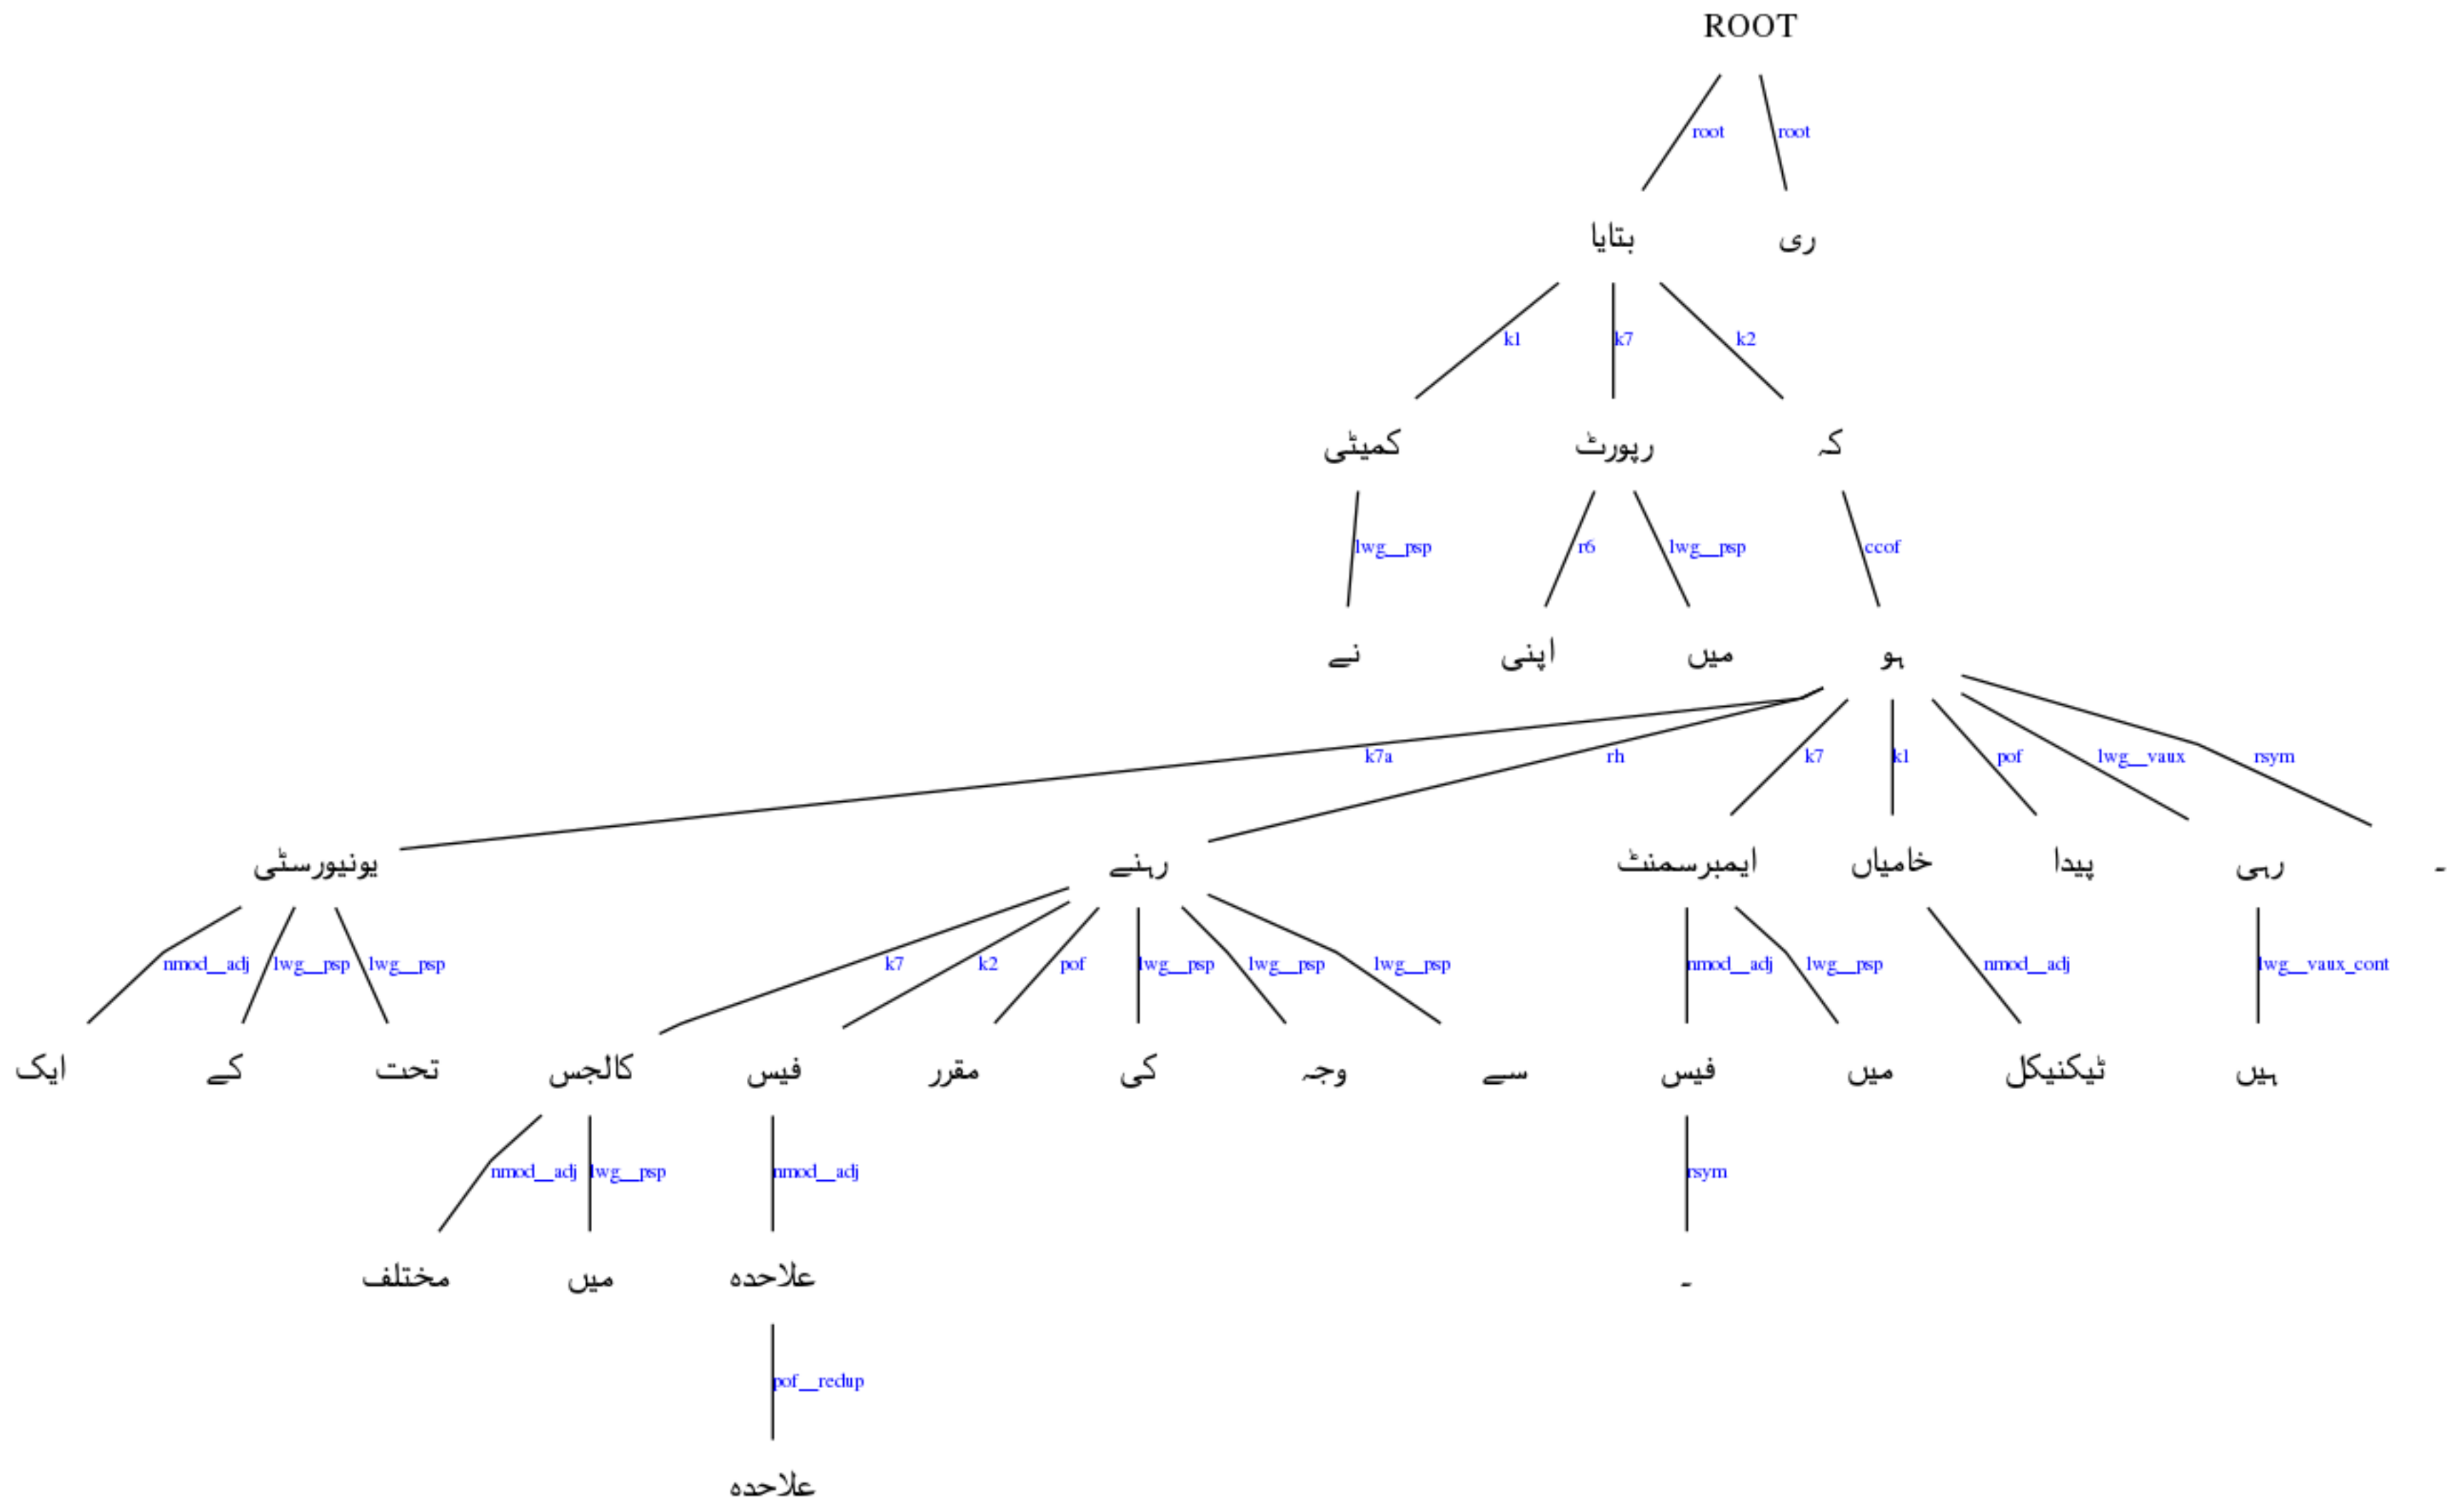 ROOT
root root
بتایا ری
k1 k7 k2
کمیٹی رپورٹ کہ
lwg__psp r6 lwg__psp ccof
نے اپنی میں ہو
k7a rh k7 k1 pof lwg__vaux rsym
یونیورسٹی رہنے ایمبرسمنٹ خامیاں پیدا رہی ۔
nmod__adj lwg__psp lwg__psp k7 k2 pof lwg__psp lwg__psp lwg__psp nmod__adj lwg__psp nmod__adj lwg__vaux_cont
ایک کے تحت کالجس فیس مقرر کی وجہ سے فیس میں ٹیکنیکل ہیں
nmod__adj lwg__psp nmod__adj rsym
مختلف میں علاحدہ ۔
pof__redup
علاحدہ